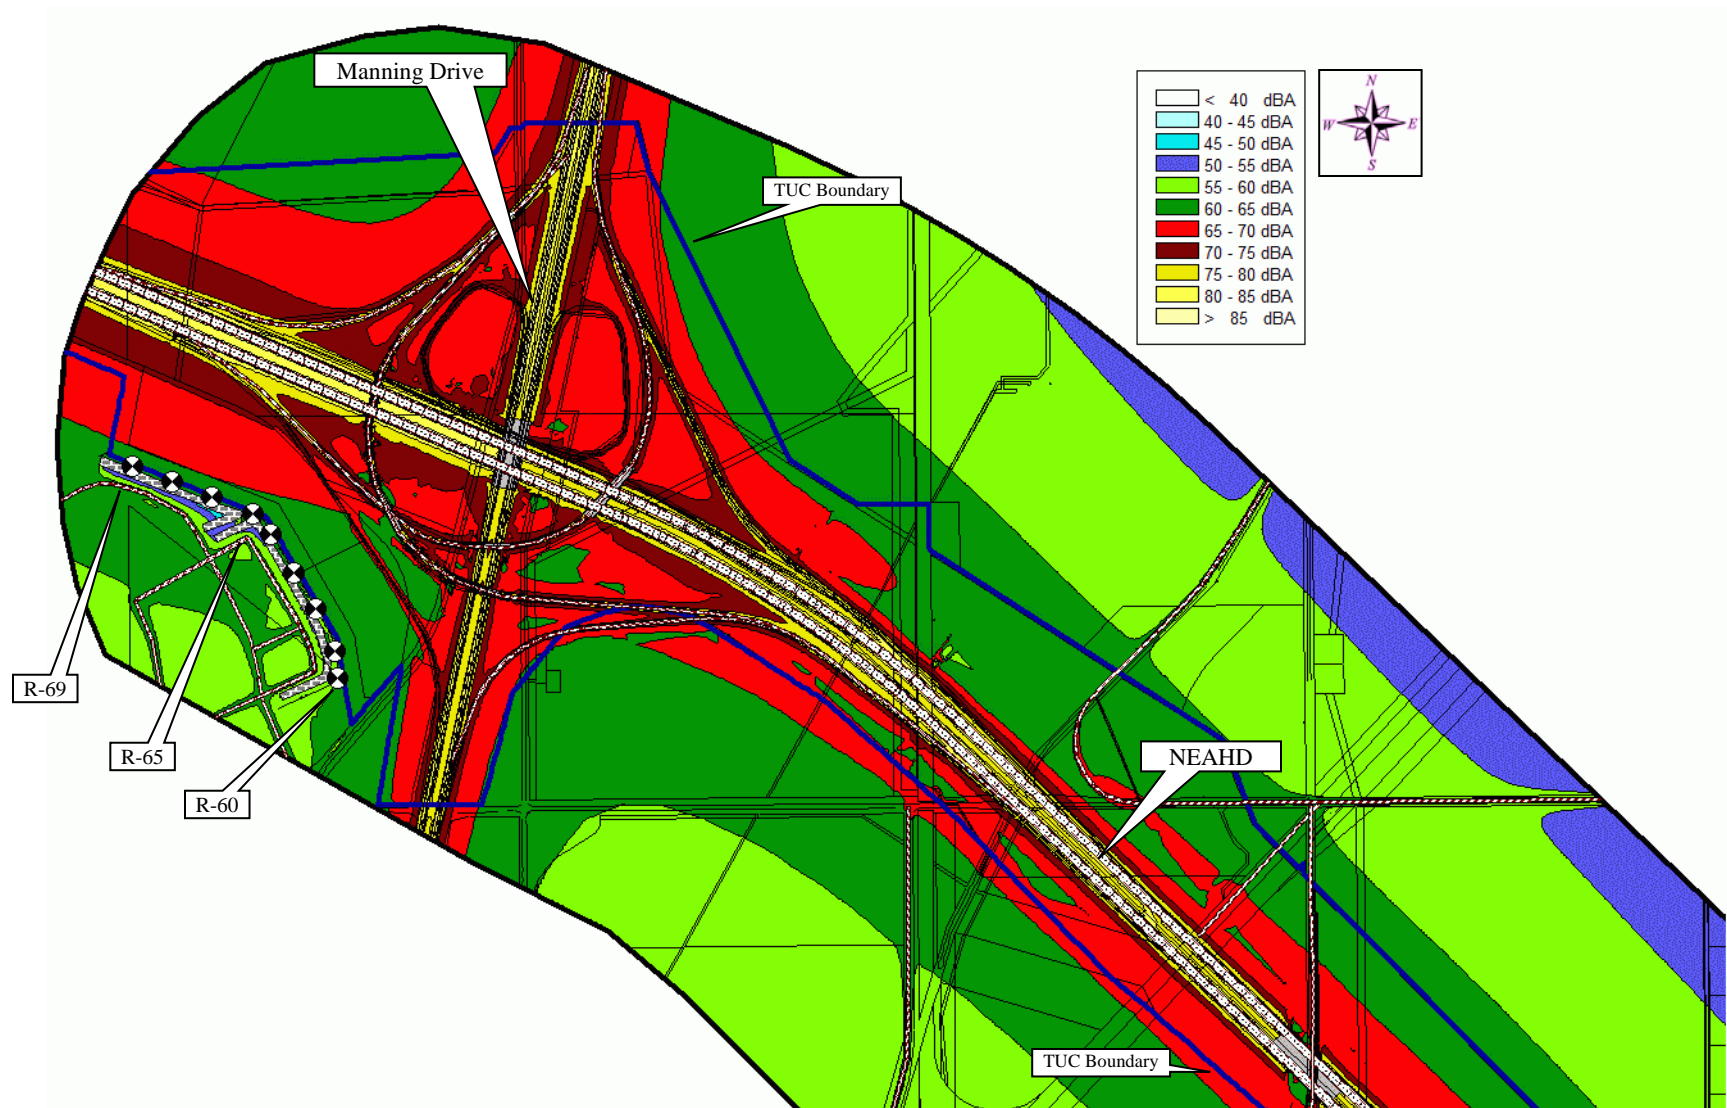 Manning Drive
TUC Boundary
< 40 dBA
40 - 45 dBA
45 - 50 dBA
50 - 55 dBA
55 - 60 dBA
60 - 65 dBA
65 - 70 dBA
70 - 75 dBA
75 - 80 dBA
80 - 85 dBA
> 85 dBA
N
W E
S
R-69
R-65
R-60
NEAHD
TUC Boundary